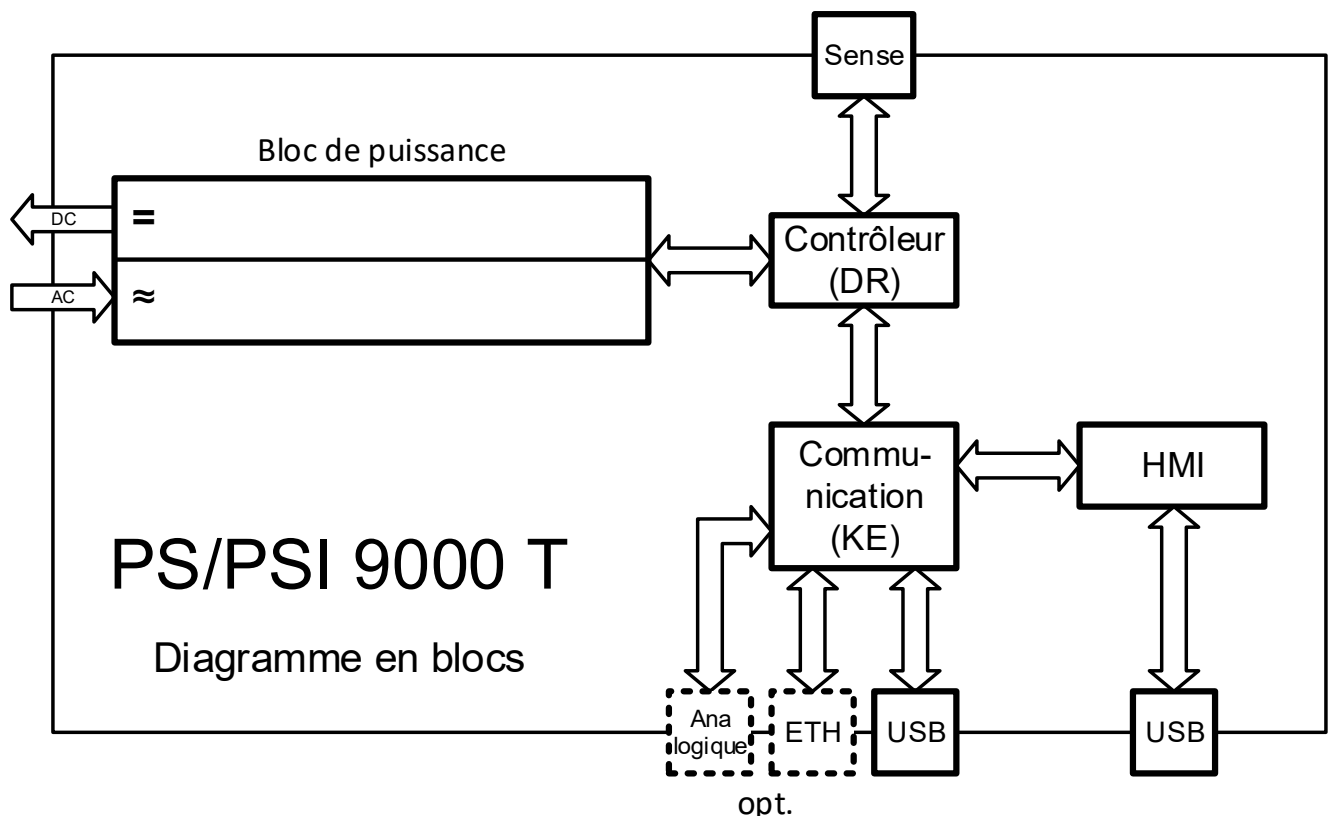 Sense
Bloc de puissance
DC
=
AC
≈
Contrôleur
(DR)
Commu-
nication
(KE)
HMI
PS/PSI 9000 T
Diagramme en blocs
Ana
logique
ETH
USB
USB
opt.